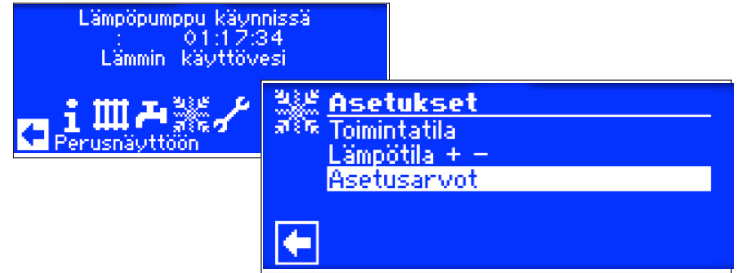 Lämpöpumppu käynnissä
: 01:17:34
Lämmin käyttövesi
Perusnäyttöön
Asetukset
Toimintatila
Lämpötila + −
Asetusarvot